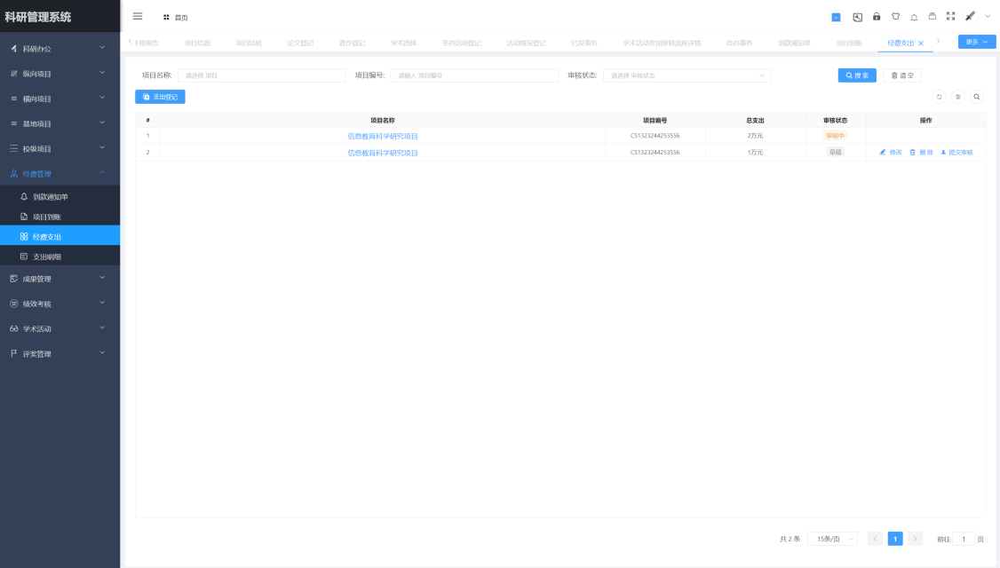 科研管理系统
首页
科研办公
纵向项目
横向项目
基地项目
校级项目
经费管理
到款通知单
项目到账
经费支出
支出明细
成果管理
绩效考核
学术活动
评奖管理
中检报告 项目结题 项目结转 论文登记 著作登记 学术团体 举办活动登记 活动情况登记 已发事务 学术活动参加审核流程详情 待办事务 到款通知单 项目到账 经费支出 更多
项目名称: 请选择 项目 项目编号: 请输入 项目编号 审核状态: 请选择 审核状态 搜 索 清 空
支出登记
# 项目名称 项目编号 总支出 审核状态 操作
1 信息教育科学研究项目 CS1323244253556 2万元 审核中
2 信息教育科学研究项目 CS1323244253556 1万元 草稿 修改 删 除 提交审核
共 2 条 15条/页 1 前往 1 页